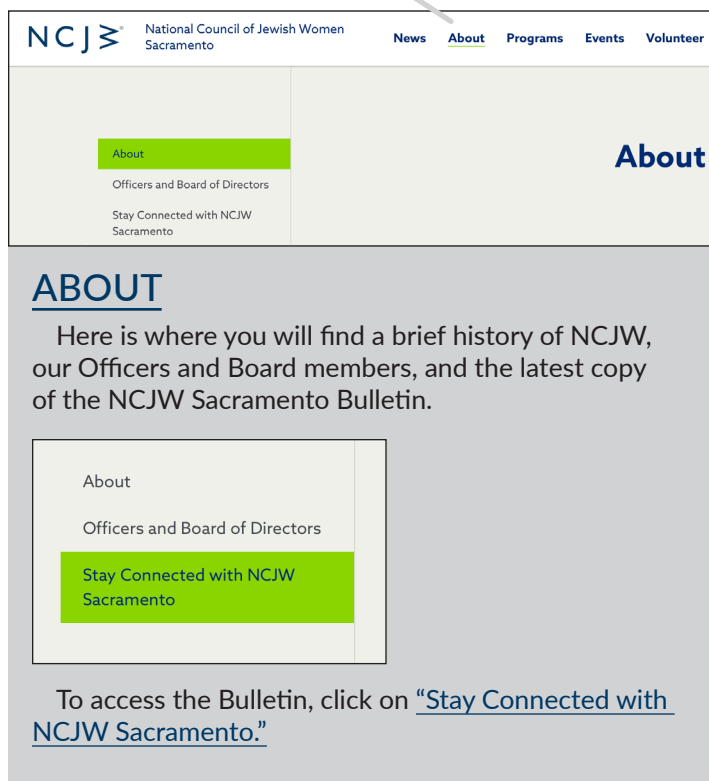 NCJW National Council of Jewish Women
Sacramento
News About Programs Events Volunteer
About
About
Officers and Board of Directors
Stay Connected with NCJW
Sacramento
ABOUT
Here is where you will find a brief history of NCJW,
our Officers and Board members, and the latest copy
of the NCJW Sacramento Bulletin.
About
Officers and Board of Directors
Stay Connected with NCJW
Sacramento
To access the Bulletin, click on “Stay Connected with
NCJW Sacramento.”